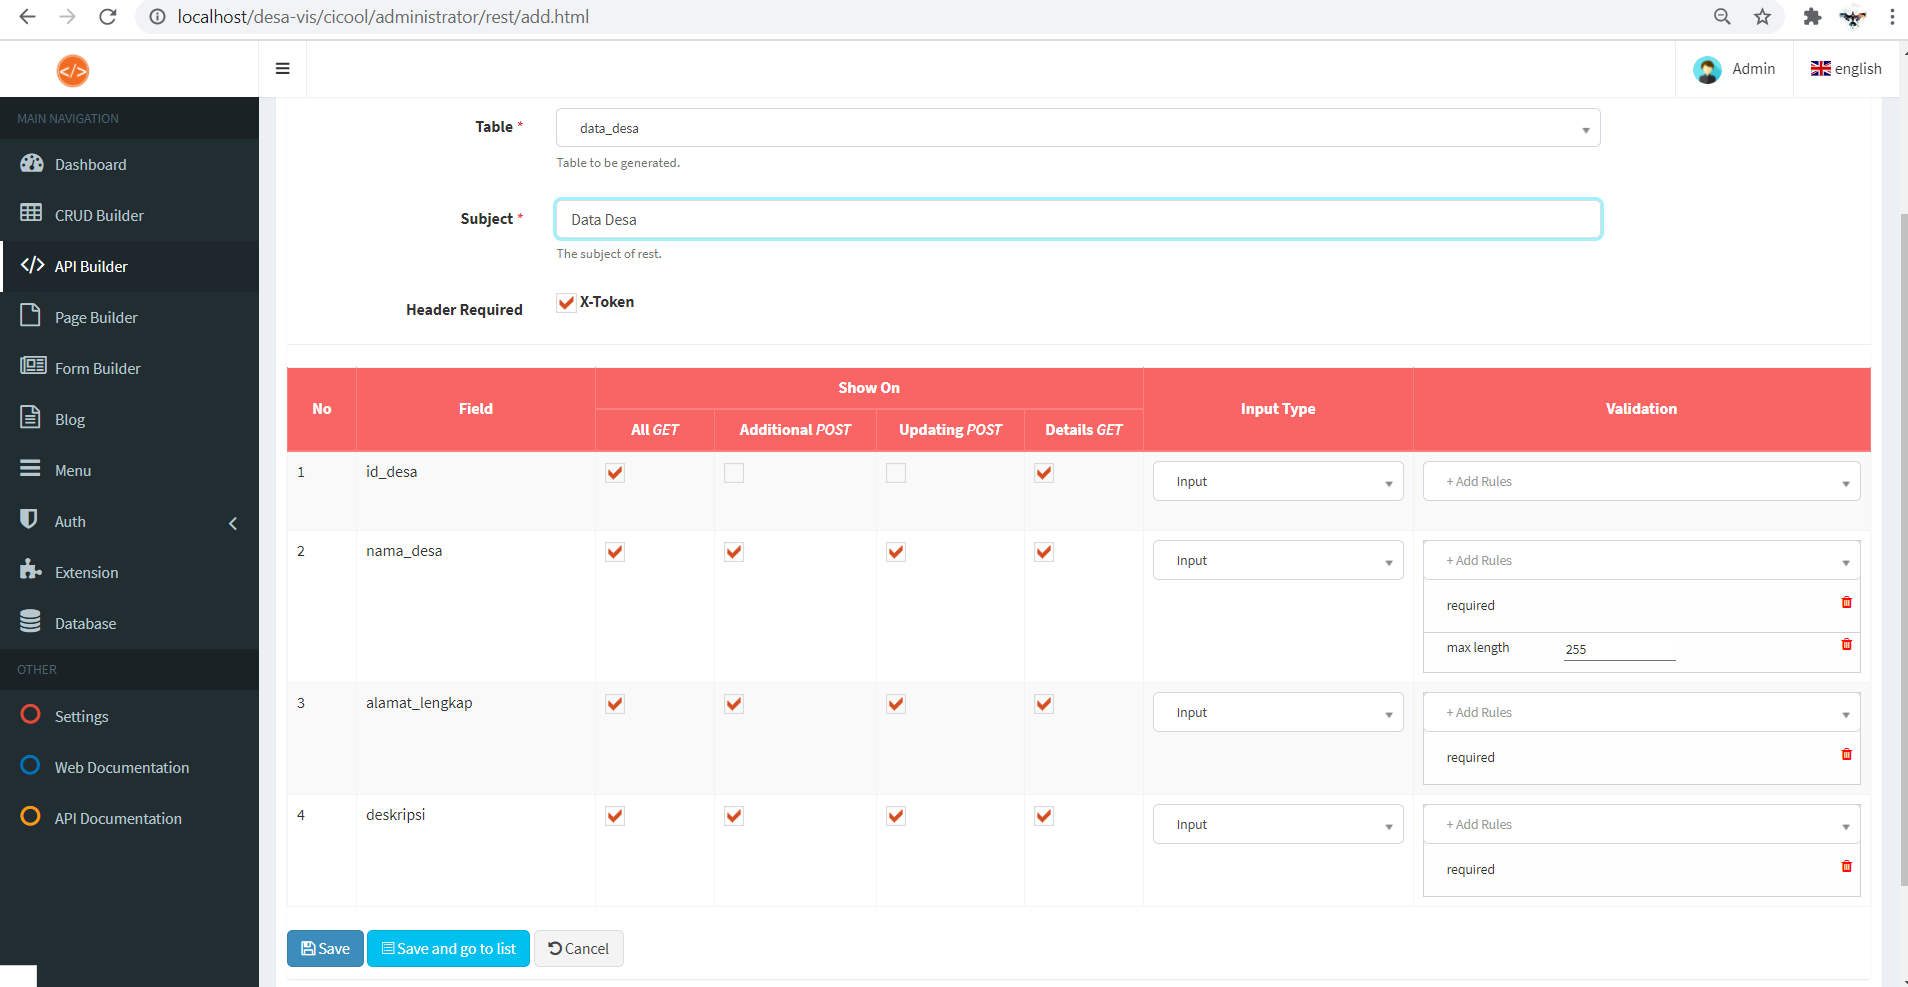 localhost/desa-vis/cicool/administrator/rest/add.html
</>
Admin
english
MAIN NAVIGATION
Dashboard
CRUD Builder
API Builder
Page Builder
Form Builder
Blog
Menu
Auth
Extension
Database
OTHER
Settings
Web Documentation
API Documentation
Table *
data_desa
Table to be generated.
Subject *
Data Desa
The subject of rest.
Header Required
X-Token
No Field Show On Input Type Validation
All GET Additional POST Updating POST Details GET
1 id_desa Input + Add Rules
2 nama_desa Input + Add Rules
required
max length 255
3 alamat_lengkap Input + Add Rules
required
4 deskripsi Input + Add Rules
required
Save Save and go to list Cancel